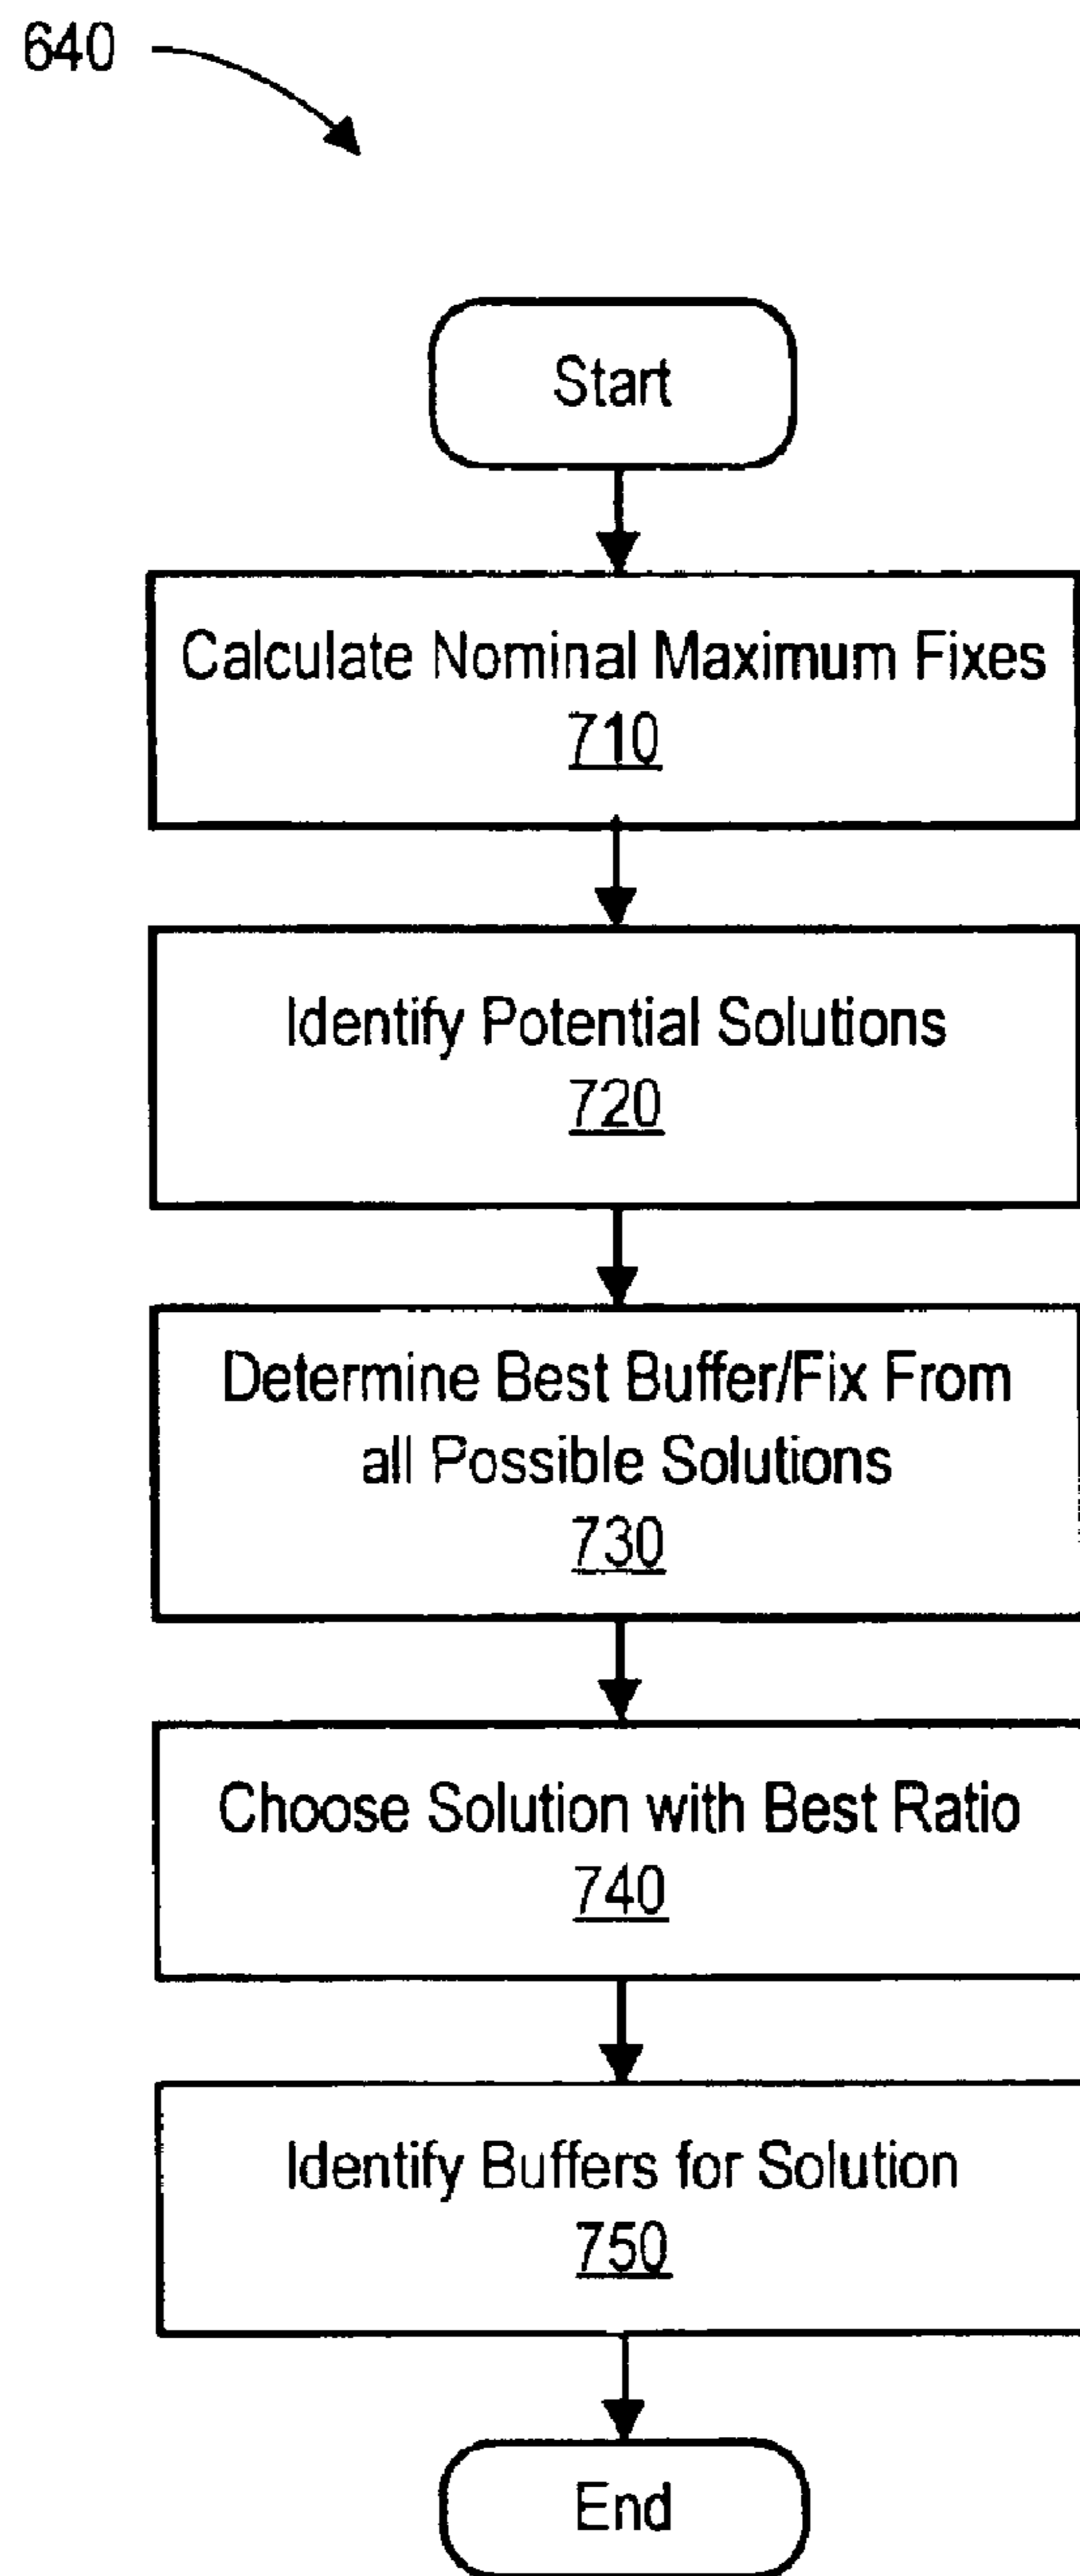 640
Start
Calculate Nominal Maximum Fixes
710
Identify Potential Solutions
720
Determine Best Buffer/Fix From
all Possible Solutions
730
Choose Solution with Best Ratio
740
Identify Buffers for Solution
750
End